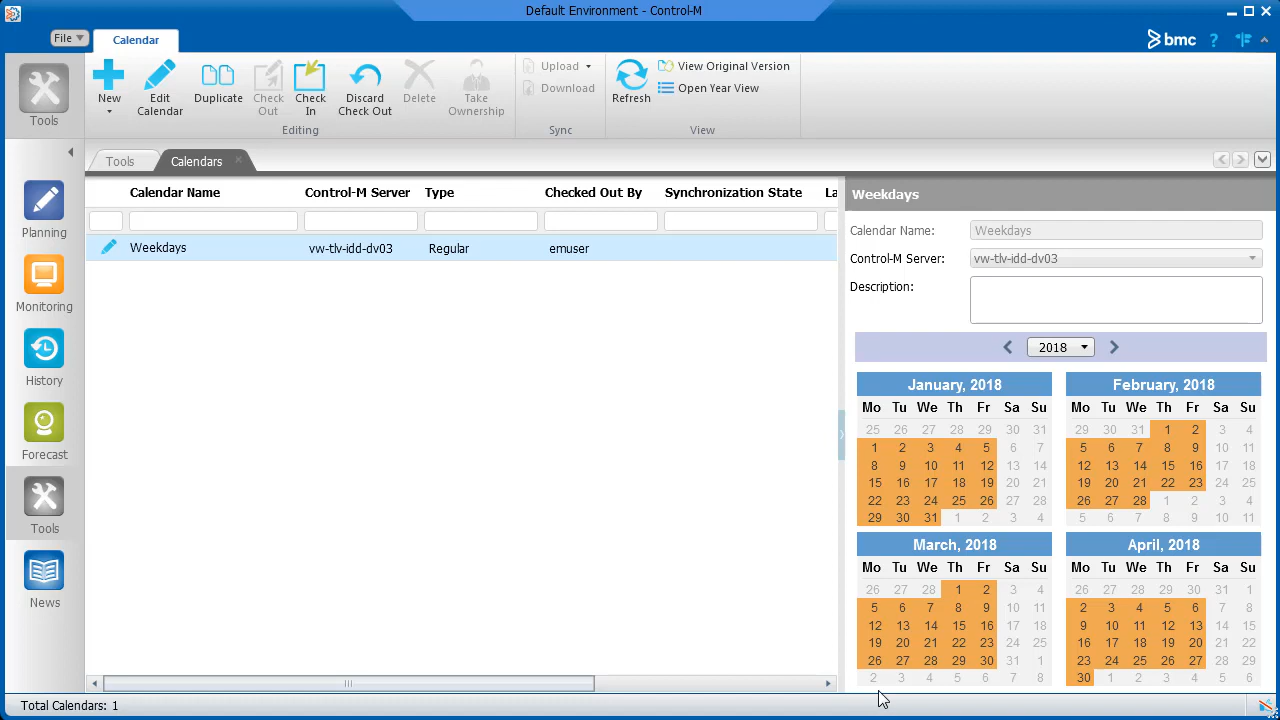 Default Environment - Control-M
File
Calendar
bmc
?
Tools
New
Edit
Calendar
Duplicate
Check
Out
Check
In
Discard
Check Out
Delete
Take
Ownership
Editing
Upload
Download
Sync
Refresh
View Original Version
Open Year View
View
Tools
Calendars
Planning
Monitoring
History
Forecast
Tools
News
Calendar Name Control-M Server Type Checked Out By Synchronization State La
Weekdays vw-tlv-idd-dv03 Regular emuser
Weekdays
Calendar Name: Weekdays
Control-M Server: vw-tlv-idd-dv03
Description:
2018
January, 2018
Mo Tu We Th Fr Sa Su
25 26 27 28 29 30 31
1 2 3 4 5 6 7
8 9 10 11 12 13 14
15 16 17 18 19 20 21
22 23 24 25 26 27 28
29 30 31 1 2 3 4
February, 2018
Mo Tu We Th Fr Sa Su
29 30 31 1 2 3 4
5 6 7 8 9 10 11
12 13 14 15 16 17 18
19 20 21 22 23 24 25
26 27 28 1 2 3 4
5 6 7 8 9 10 11
March, 2018
Mo Tu We Th Fr Sa Su
26 27 28 1 2 3 4
5 6 7 8 9 10 11
12 13 14 15 16 17 18
19 20 21 22 23 24 25
26 27 28 29 30 31 1
2 3 4 5 6 7 8
April, 2018
Mo Tu We Th Fr Sa Su
26 27 28 29 30 31 1
2 3 4 5 6 7 8
9 10 11 12 13 14 15
16 17 18 19 20 21 22
23 24 25 26 27 28 29
30 1 2 3 4 5 6
Total Calendars: 1